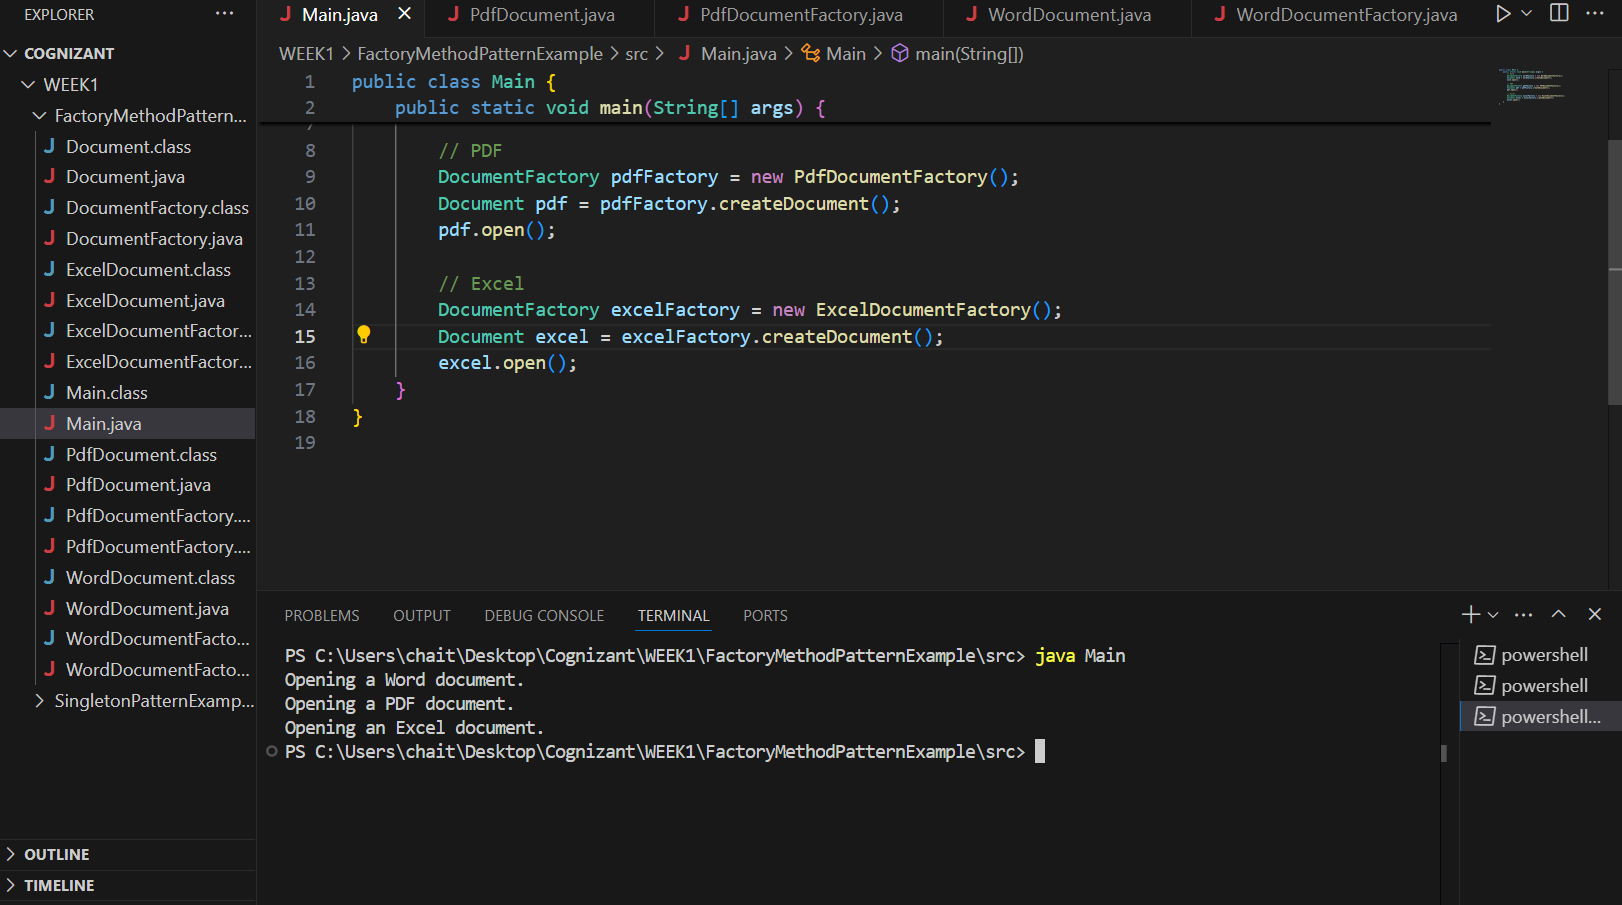 EXPLORER ···
COGNIZANT
WEEK1
FactoryMethodPattern...
J Document.class
J Document.java
J DocumentFactory.class
J DocumentFactory.java
J ExcelDocument.class
J ExcelDocument.java
J ExcelDocumentFactor...
J ExcelDocumentFactor...
J Main.class
J Main.java
J PdfDocument.class
J PdfDocument.java
J PdfDocumentFactory....
J PdfDocumentFactory....
J WordDocument.class
J WordDocument.java
J WordDocumentFacto...
J WordDocumentFacto...
SingletonPatternExamp...
OUTLINE
TIMELINE
J Main.java J PdfDocument.java J PdfDocumentFactory.java J WordDocument.java J WordDocumentFactory.java ···
WEEK1 > FactoryMethodPatternExample > src > J Main.java > Main > main(String[])
1 public class Main {
2 public static void main(String[] args) {
7
8 // PDF
9 DocumentFactory pdfFactory = new PdfDocumentFactory();
10 Document pdf = pdfFactory.createDocument();
11 pdf.open();
12
13 // Excel
14 DocumentFactory excelFactory = new ExcelDocumentFactory();
15 Document excel = excelFactory.createDocument();
16 excel.open();
17 }
18 }
19
PROBLEMS OUTPUT DEBUG CONSOLE TERMINAL PORTS
PS C:\Users\chait\Desktop\Cognizant\WEEK1\FactoryMethodPatternExample\src> java Main
Opening a Word document.
Opening a PDF document.
Opening an Excel document.
PS C:\Users\chait\Desktop\Cognizant\WEEK1\FactoryMethodPatternExample\src>
powershell
powershell
powershell...